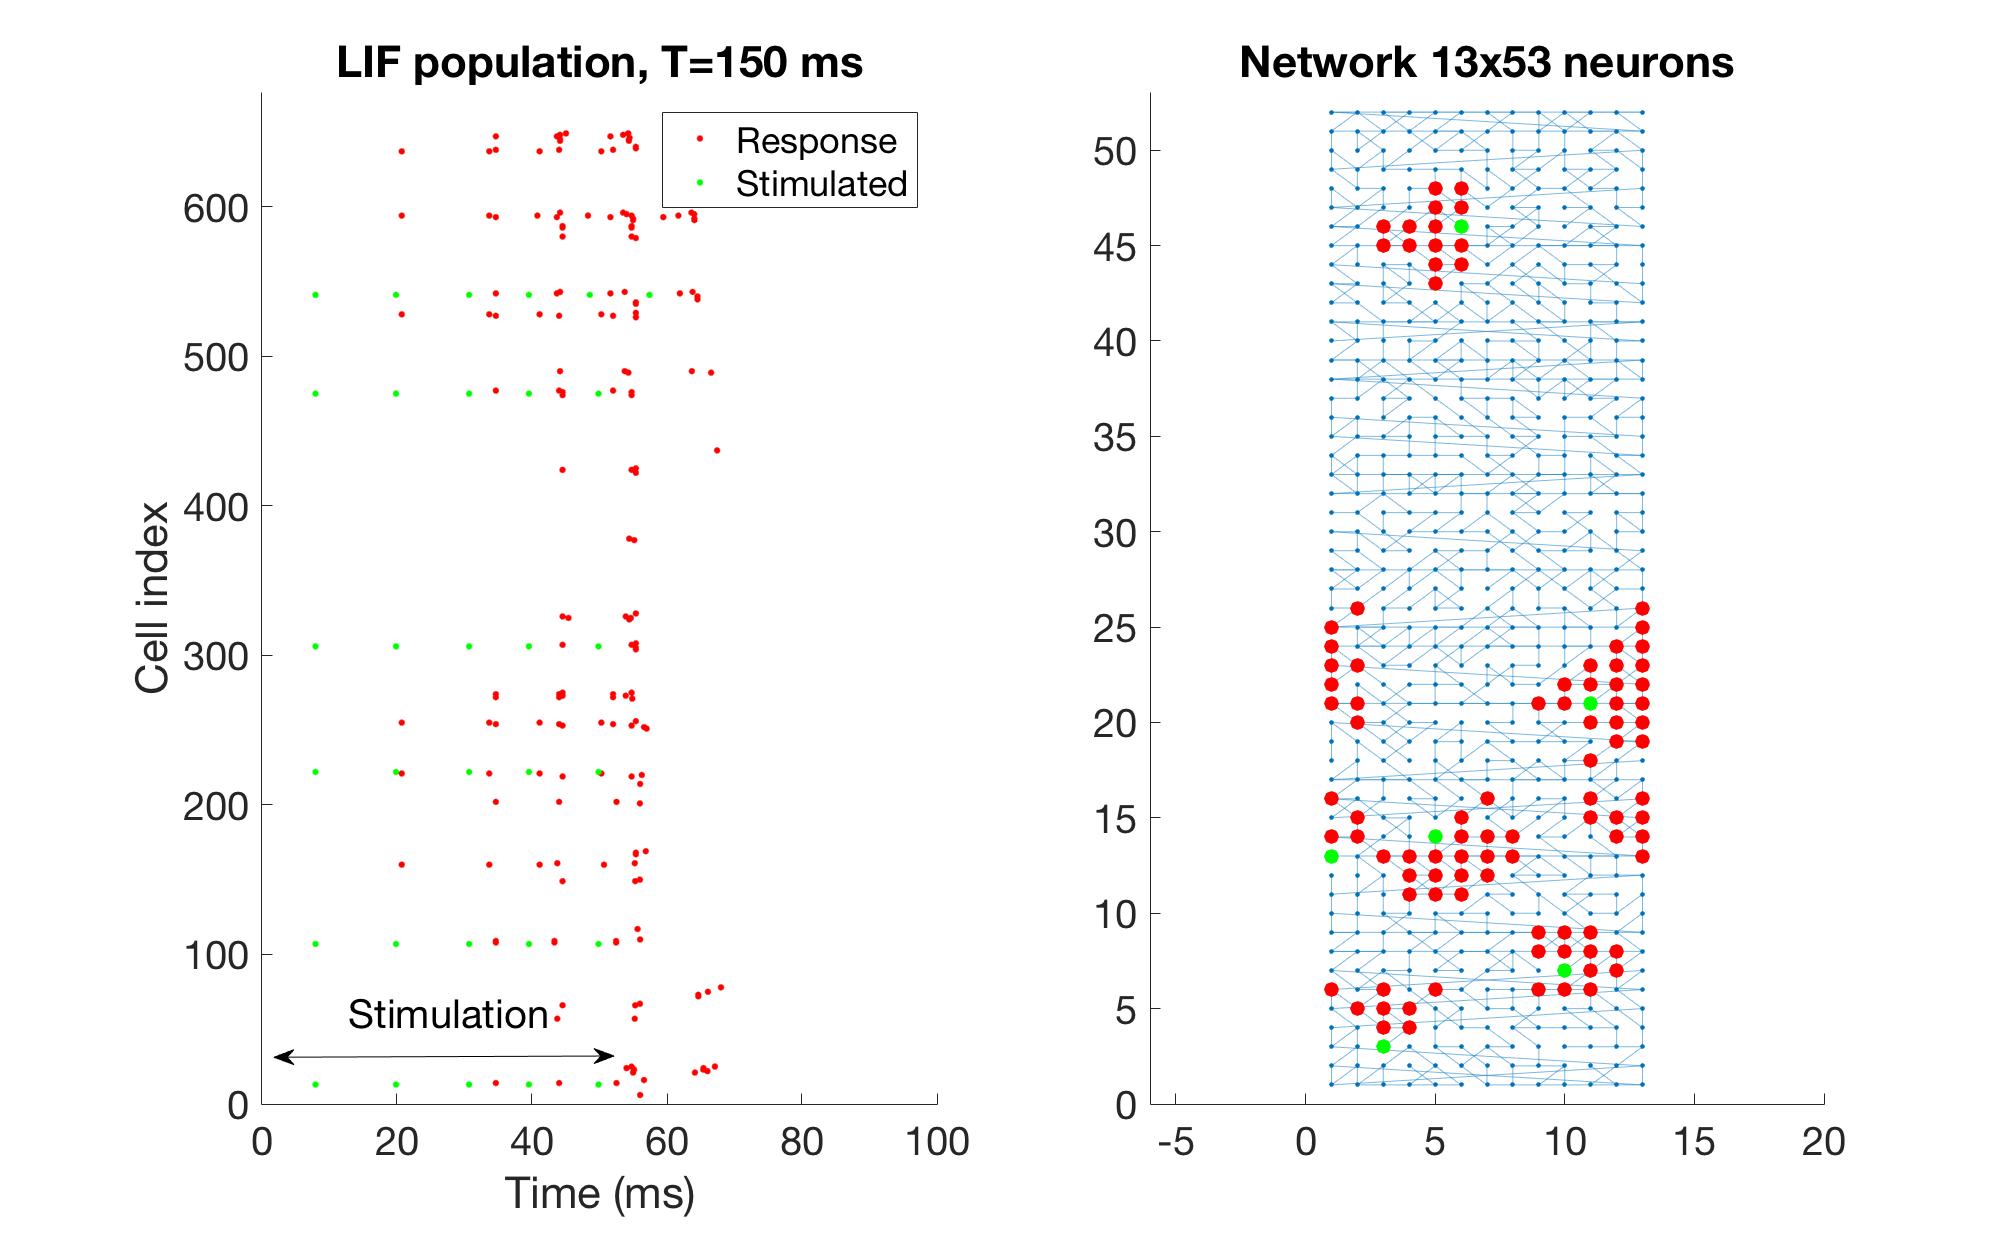 LIF population, T=150 ms
Response
Stimulated
600
500
400
300
200
100
0
Cell index
Stimulation
0 20 40 60 80 100
Time (ms)
Network 13x53 neurons
50
45
40
35
30
25
20
15
10
5
0
-5 0 5 10 15 20